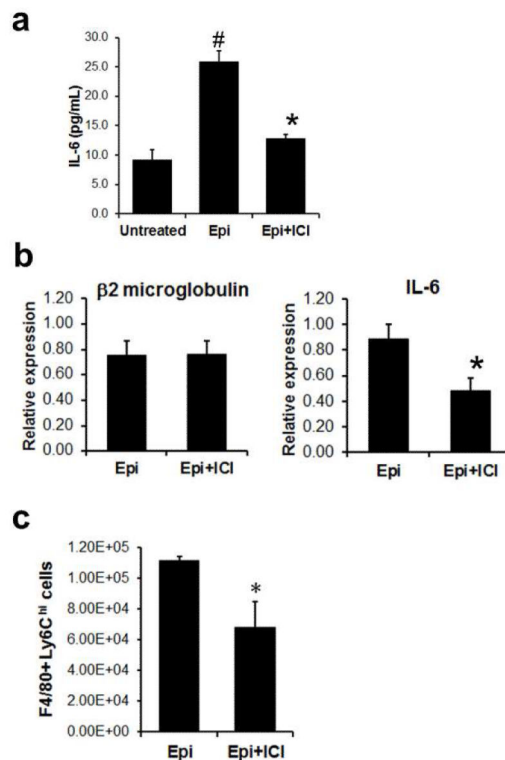 a
IL-6 (pg/mL)
30.0
25.0
20.0
15.0
10.0
5.0
0.0
#
*
Untreated Epi Epi+ICI
b
β2 microglobulin
Relative expression
1.20
1.00
0.80
0.60
0.40
0.20
0.00
Epi Epi+ICI
IL-6
Relative expression
1.20
1.00
0.80
0.60
0.40
0.20
0.00
*
Epi Epi+ICI
c
F4/80+Ly6C^hi cells
1.20E+05
1.00E+05
8.00E+04
6.00E+04
4.00E+04
2.00E+04
0.00E+00
*
Epi Epi+ICI